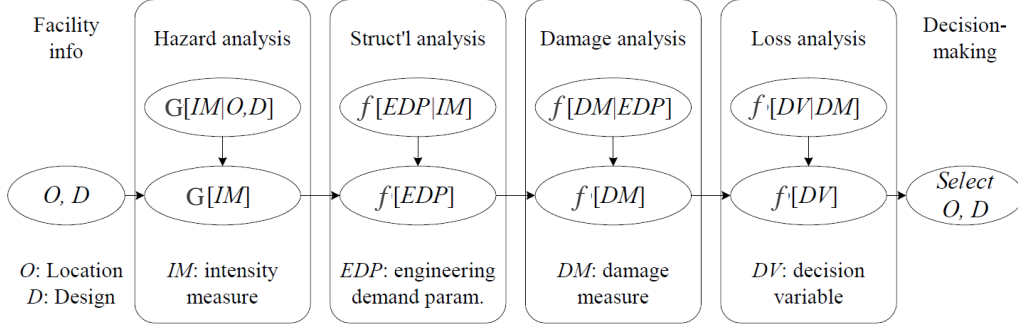 Facility
info
Hazard analysis
Struct'l analysis
Damage analysis
Loss analysis
Decision-
making
G[IM|O,D]
f[EDP|IM]
f[DM|EDP]
f[DV|DM]
O, D
G[IM]
f[EDP]
f[DM]
f[DV]
Select
O, D
O: Location
D: Design
IM: intensity
measure
EDP: engineering
demand param.
DM: damage
measure
DV: decision
variable